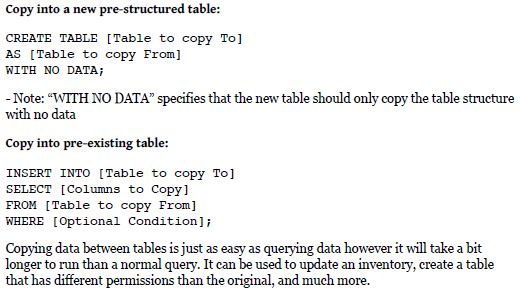 Copy into a new pre-structured table:
CREATE TABLE [Table to copy To]
AS [Table to copy From]
WITH NO DATA;
- Note: “WITH NO DATA” specifies that the new table should only copy the table structure
with no data
Copy into pre-existing table:
INSERT INTO [Table to copy To]
SELECT [Columns to Copy]
FROM [Table to copy From]
WHERE [Optional Condition];
Copying data between tables is just as easy as querying data however it will take a bit
longer to run than a normal query. It can be used to update an inventory, create a table
that has different permissions than the original, and much more.